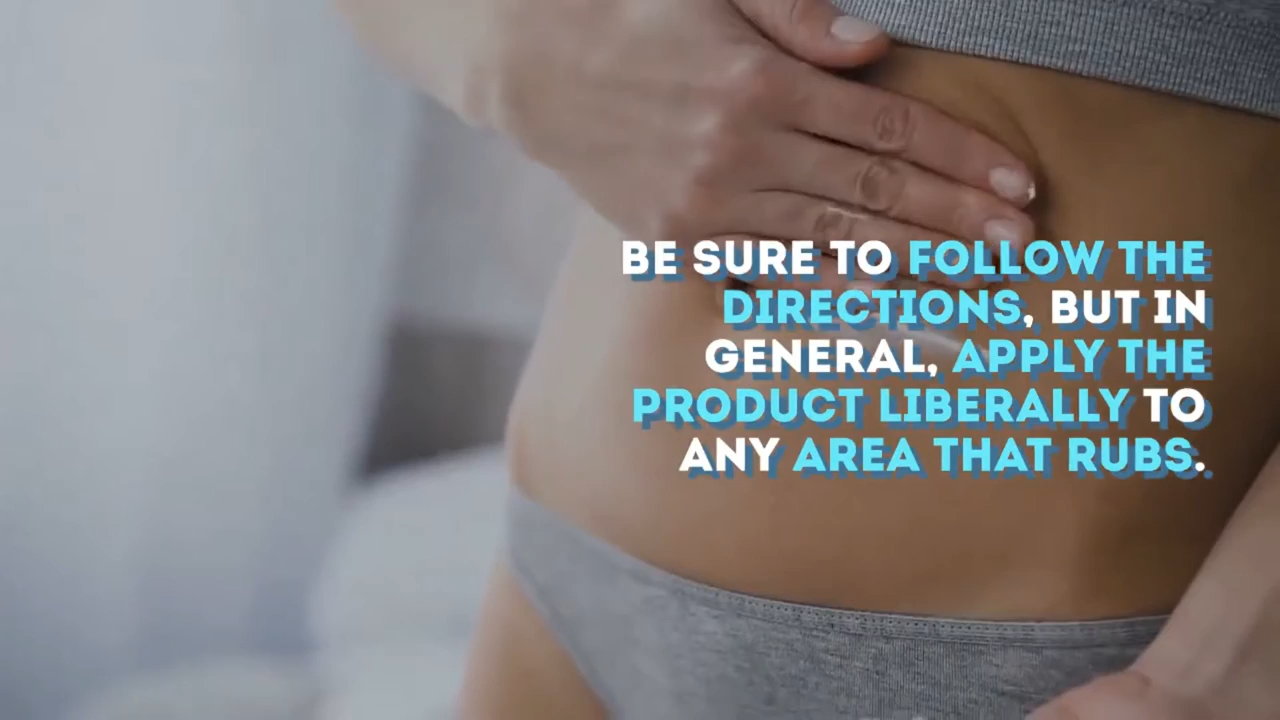 BE SURE TO FOLLOW THE
DIRECTIONS, BUT IN
GENERAL, APPLY THE
PRODUCT LIBERALLY TO
ANY AREA THAT RUBS.